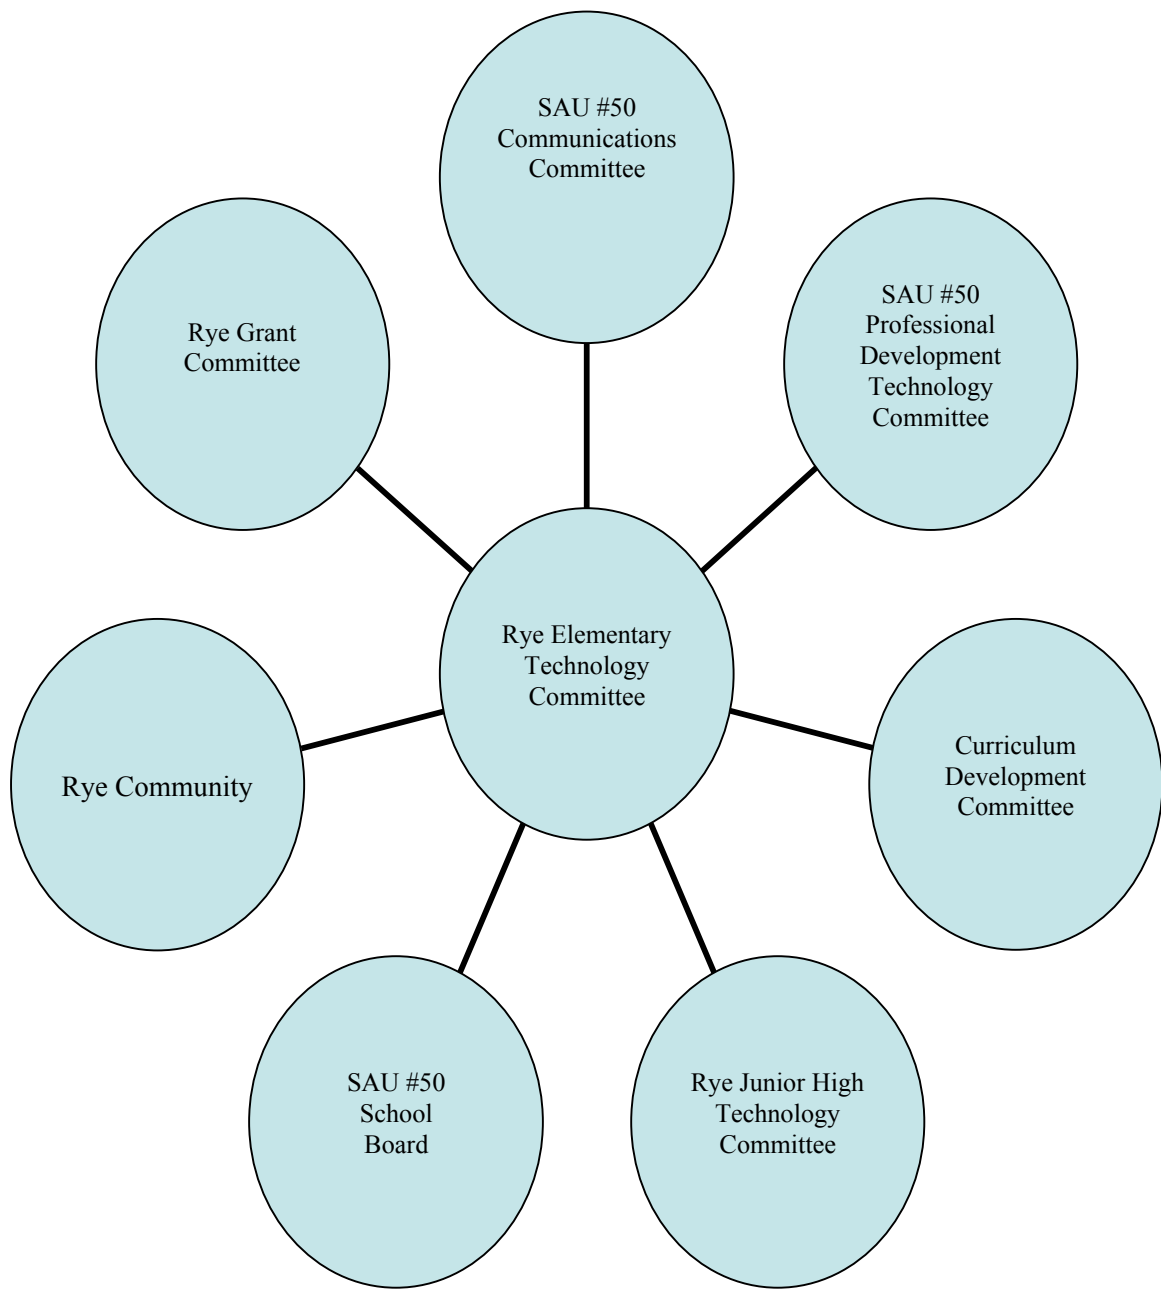 SAU #50
Communications
Committee
SAU #50
Professional
Development
Technology
Committee
Rye Grant
Committee
Rye Elementary
Technology
Committee
Curriculum
Development
Committee
Rye Community
SAU #50
School
Board
Rye Junior High
Technology
Committee